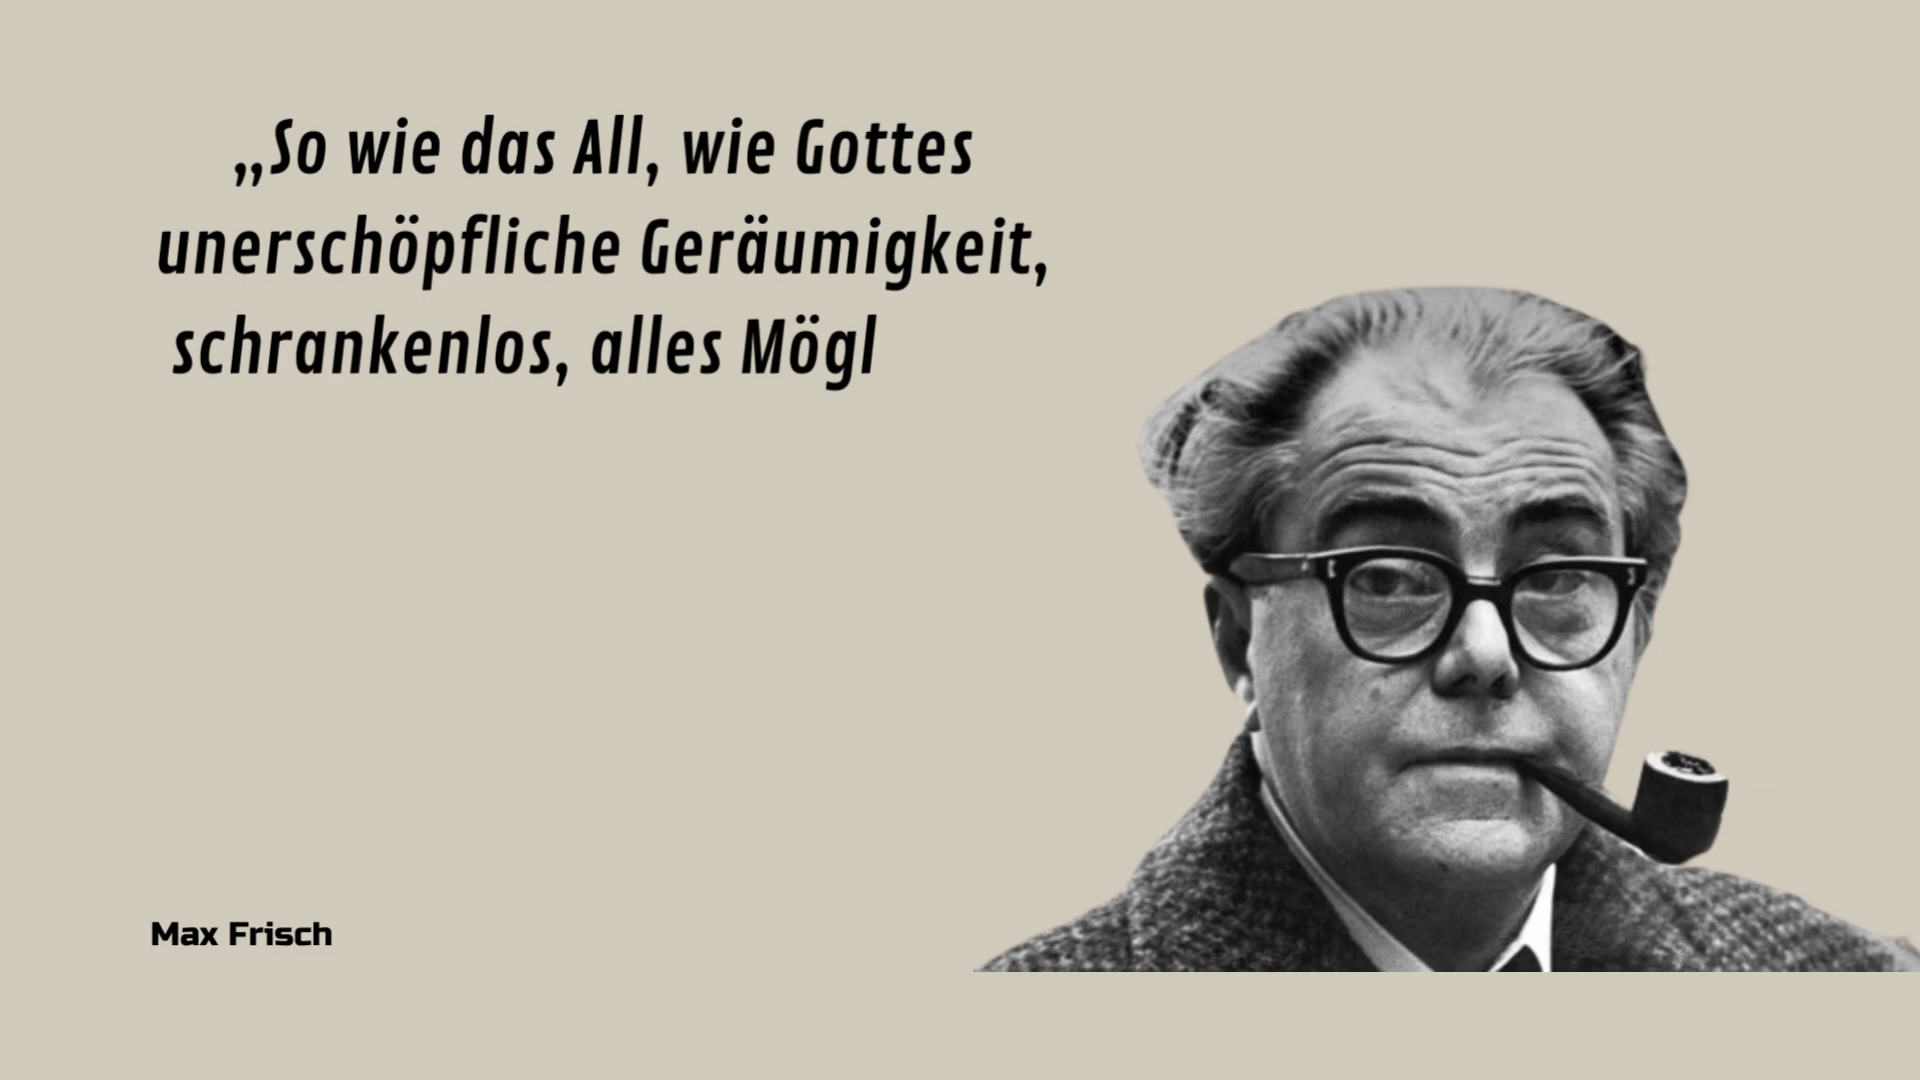 „So wie das All, wie Gottes
unerschöpfliche Geräumigkeit,
schrankenlos, alles Mögl
Max Frisch